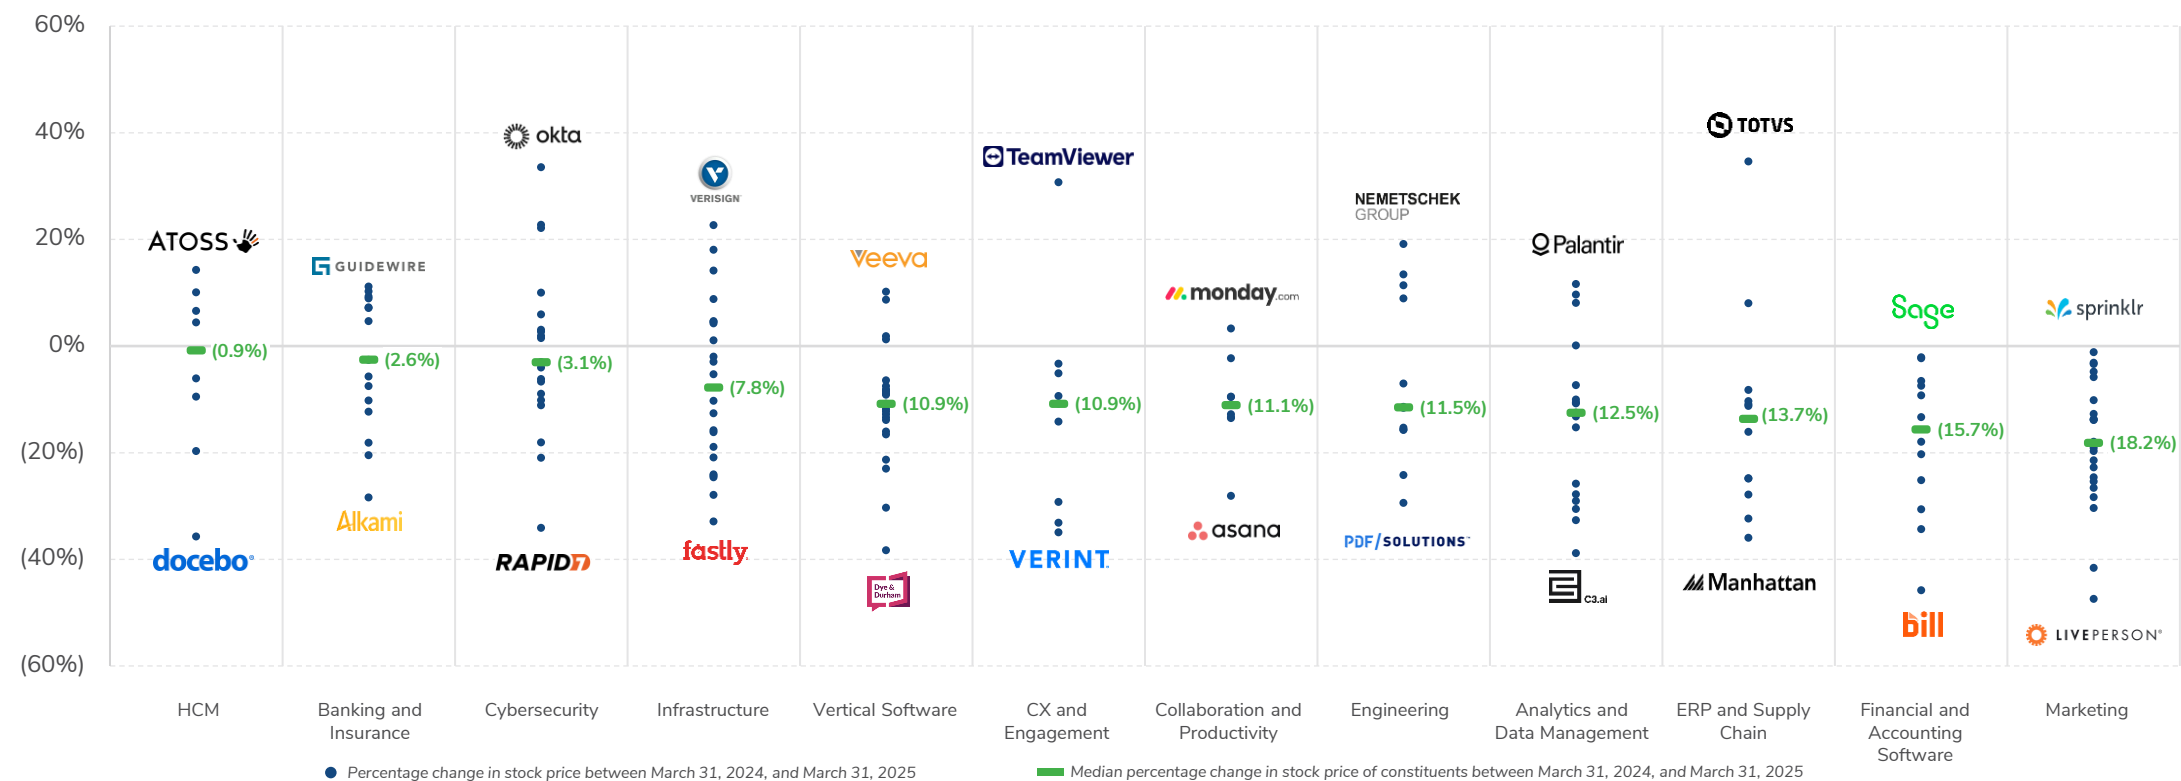 60%
40%
20%
0%
(20%)
(40%)
(60%)
ATOSS
(0.9%)
docebo
GUIDEWIRE
(2.6%)
Alkami
okta
(3.1%)
RAPID7
VERISIGN
(7.8%)
fastly
Veeva
(10.9%)
Dye &
Durham
TeamViewer
(10.9%)
VERINT
monday.com
(11.1%)
asana
NEMETSCHEK
GROUP
(11.5%)
PDF/SOLUTIONS™
Palantir
(12.5%)
C3.ai
TOTVS
(13.7%)
Manhattan
Sage
(15.7%)
bill
sprinklr
(18.2%)
LIVEPERSON®
HCM
Banking and
Insurance
Cybersecurity
Infrastructure
Vertical Software
CX and
Engagement
Collaboration and
Productivity
Engineering
Analytics and
Data Management
ERP and Supply
Chain
Financial and
Accounting
Software
Marketing
Percentage change in stock price between March 31, 2024, and March 31, 2025
Median percentage change in stock price of constituents between March 31, 2024, and March 31, 2025